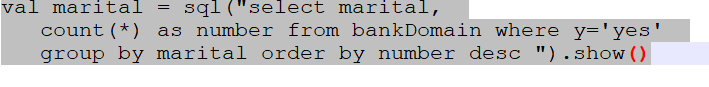 val marital = sql("select marital,
count(*) as number from bankDomain where y='yes'
group by marital order by number desc ").show()